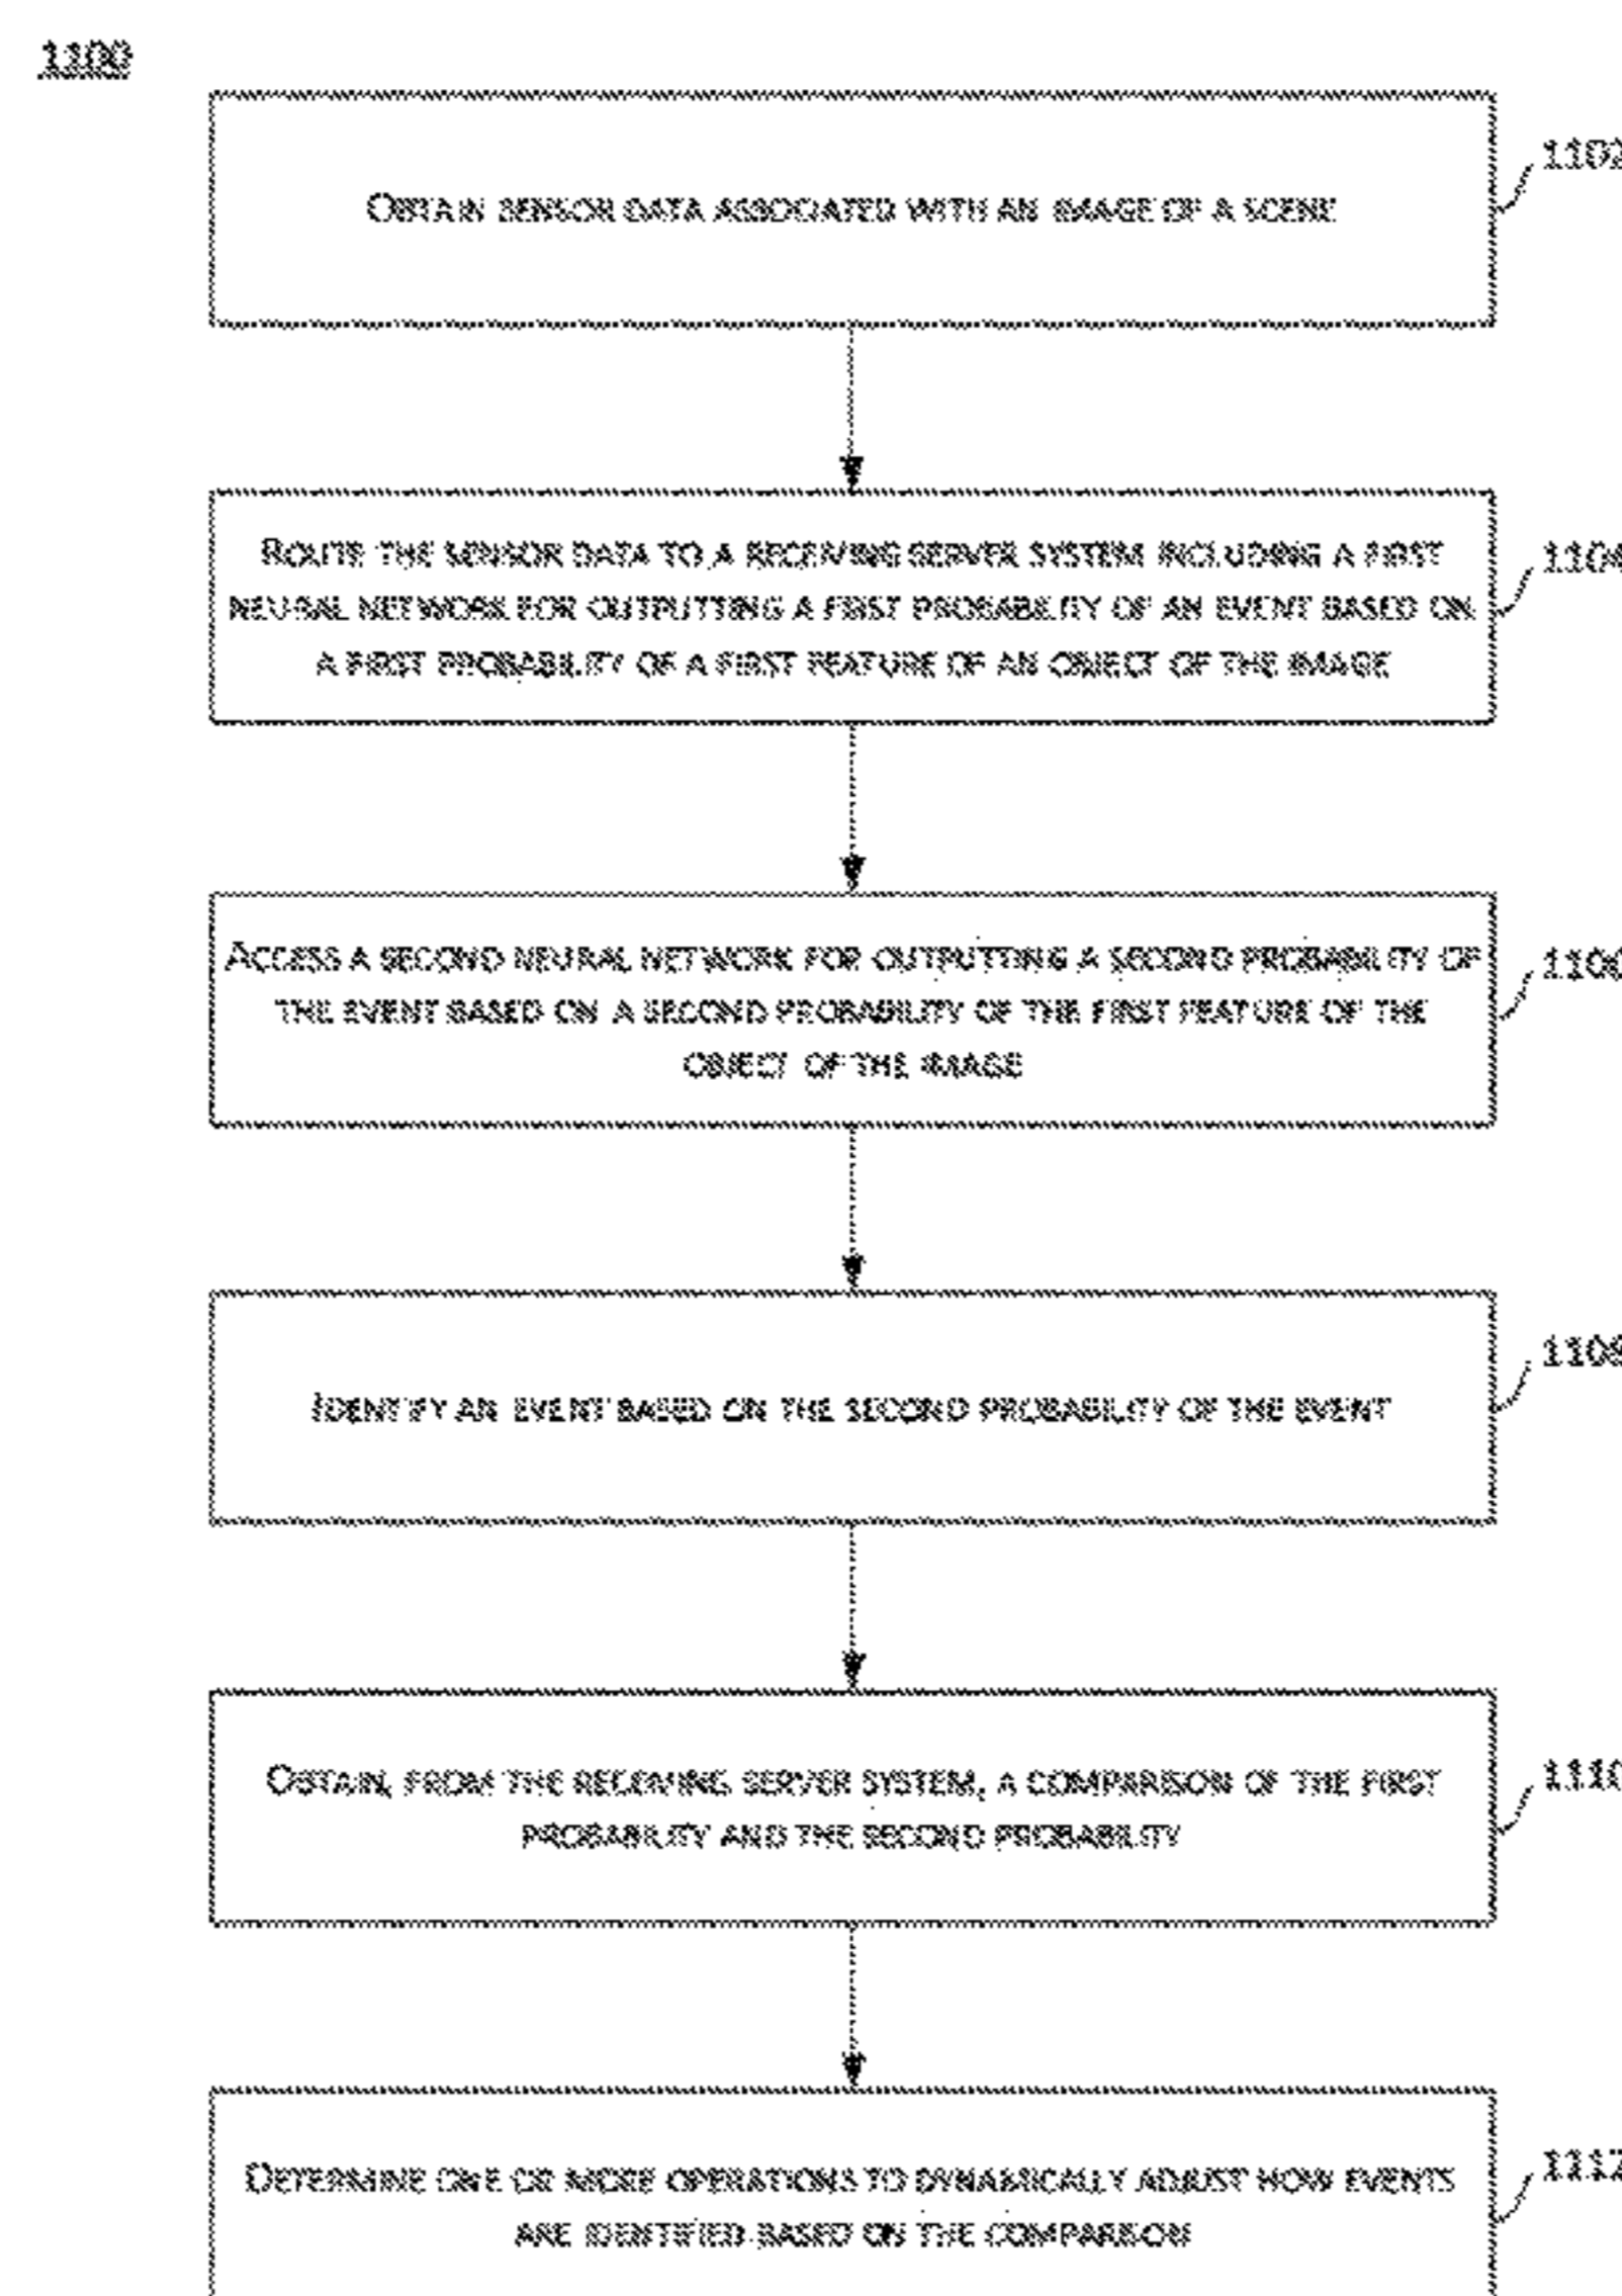 1100
OBTAIN SENSOR DATA ASSOCIATED WITH AN IMAGE OF A SCENE
1102
ROUTE THE SENSOR DATA TO A RECEIVING SERVER SYSTEM INCLUDING A FIRST
NEURAL NETWORK FOR OUTPUTTING A FIRST PROBABILITY OF AN EVENT BASED ON
A FIRST PROBABILITY OF A FIRST FEATURE OF AN OBJECT OF THE IMAGE
1104
ACCESS A SECOND NEURAL NETWORK FOR OUTPUTTING A SECOND PROBABILITY OF
THE EVENT BASED ON A SECOND PROBABILITY OF THE FIRST FEATURE OF THE
OBJECT OF THE IMAGE
1106
IDENTIFY AN EVENT BASED ON THE SECOND PROBABILITY OF THE EVENT
1108
OBTAIN, FROM THE RECEIVING SERVER SYSTEM, A COMPARISON OF THE FIRST
PROBABILITY AND THE SECOND PROBABILITY
1110
DETERMINE ONE OR MORE OPERATIONS TO DYNAMICALLY ADJUST HOW EVENTS
ARE IDENTIFIED BASED ON THE COMPARISON
1112